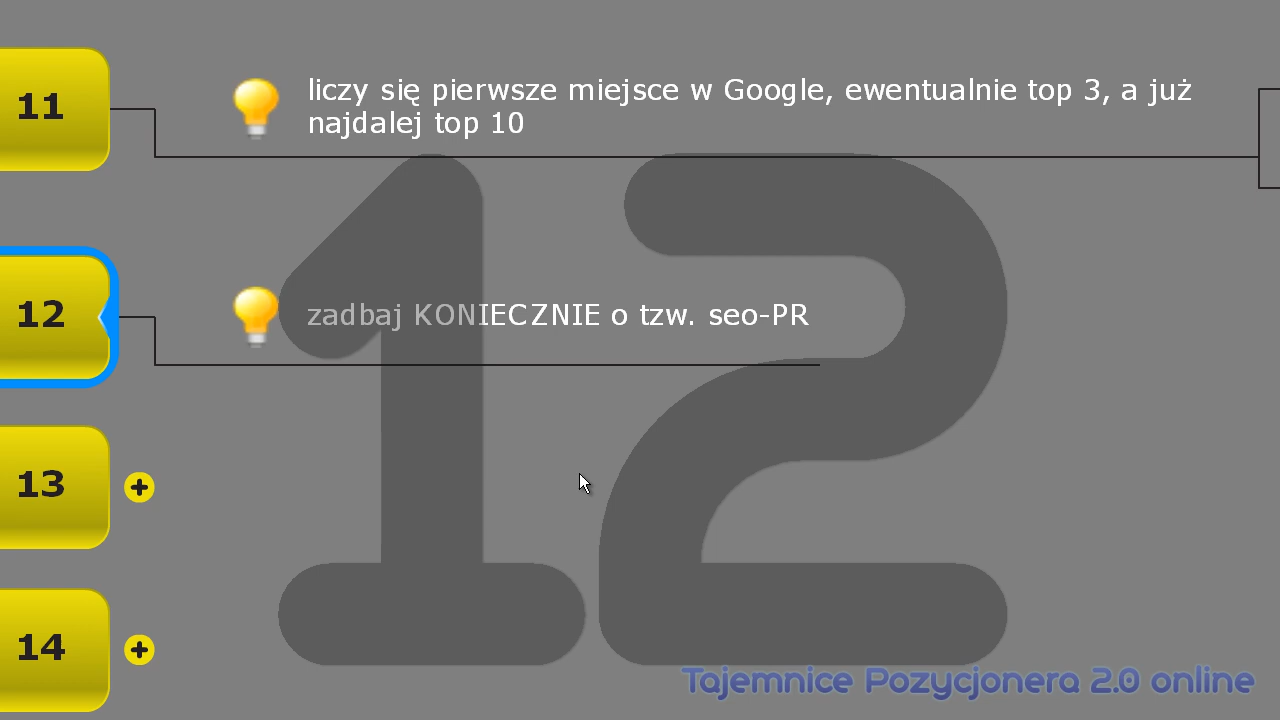 11
liczy się pierwsze miejsce w Google, ewentualnie top 3, a już
najdalej top 10
12
12
zadbaj KONIECZNIE o tzw. seo-PR
13
14
Tajemnice Pozycjonera 2.0 online